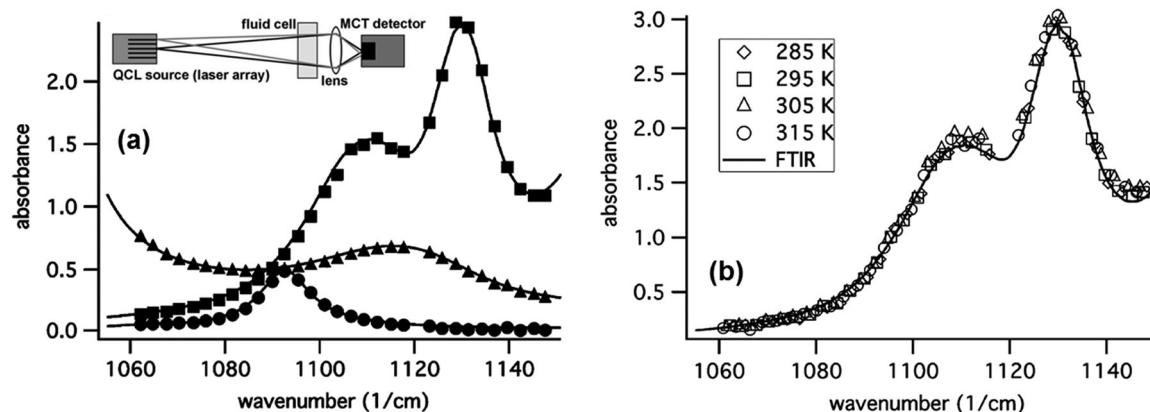 fluid cell MCT detector
QCL source (laser array)
lens
(a)
absorbance
2.0
1.5
1.0
0.5
0.0
1060 1080 1100 1120 1140
wavenumber (1/cm)
285 K
295 K
305 K
315 K
FTIR
(b)
absorbance
3.0
2.5
2.0
1.5
1.0
0.5
1060 1080 1100 1120 1140
wavenumber (1/cm)